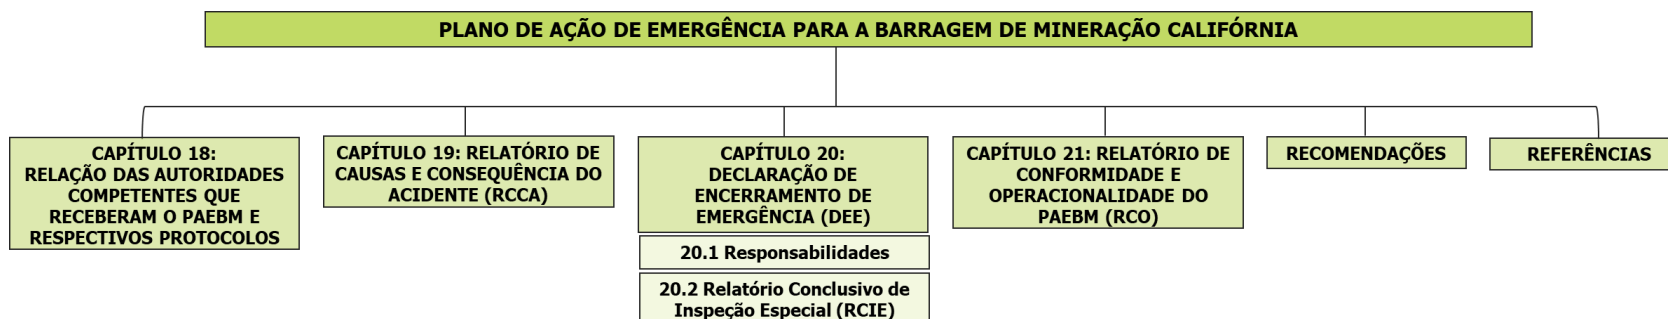 PLANO DE AÇÃO DE EMERGÊNCIA PARA A BARRAGEM DE MINERAÇÃO CALIFÓRNIA
CAPÍTULO 18:
RELAÇÃO DAS AUTORIDADES
COMPETENTES QUE
RECEBERAM O PAEBM E
RESPECTIVOS PROTOCOLOS
CAPÍTULO 19: RELATÓRIO DE
CAUSAS E CONSEQUÊNCIA DO
ACIDENTE (RCCA)
CAPÍTULO 20:
DECLARAÇÃO DE
ENCERRAMENTO DE
EMERGÊNCIA (DEE)
20.1 Responsabilidades
20.2 Relatório Conclusivo de
Inspeção Especial (RCIE)
CAPÍTULO 21: RELATÓRIO DE
CONFORMIDADE E
OPERACIONALIDADE DO
PAEBM (RCO)
RECOMENDAÇÕES
REFERÊNCIAS